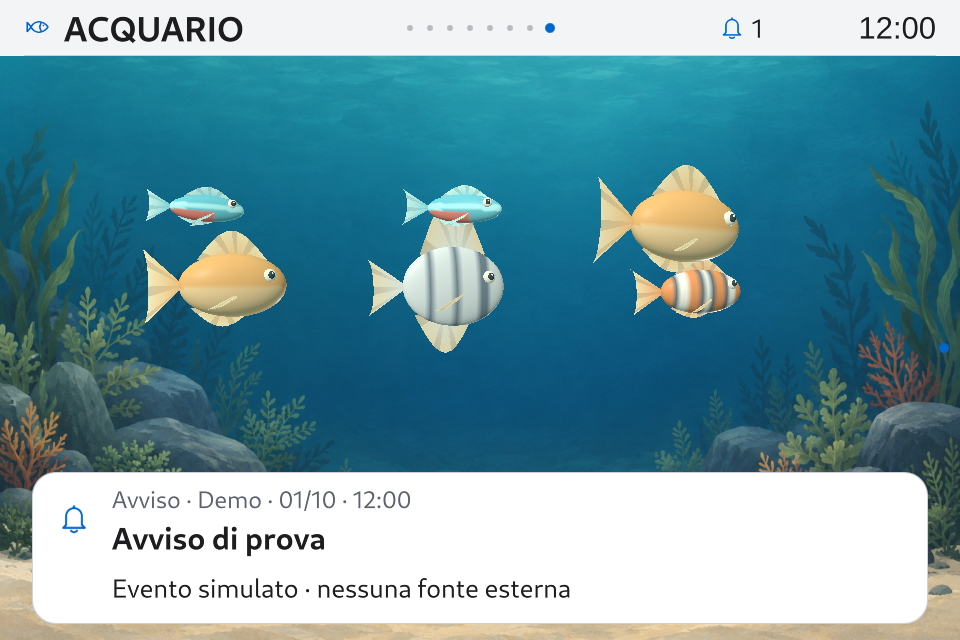 ACQUARIO
1
12:00
Avviso · Demo · 01/10 · 12:00
Avviso di prova
Evento simulato · nessuna fonte esterna